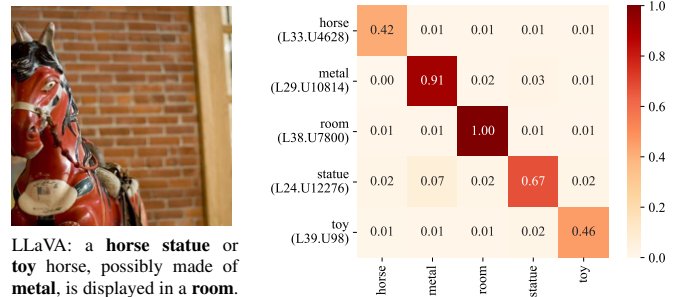 LLaVA: a horse statue or
toy horse, possibly made of
metal, is displayed in a room.
horse
(L33.U4628)
0.42 0.01 0.01 0.01 0.01
metal
(L29.U10814)
0.00 0.91 0.02 0.03 0.01
room
(L38.U7800)
0.01 0.01 1.00 0.01 0.01
statue
(L24.U12276)
0.02 0.07 0.02 0.67 0.02
toy
(L39.U98)
0.01 0.01 0.01 0.02 0.46
horse
metal
room
statue
toy
1.0
0.8
0.6
0.4
0.2
0.0